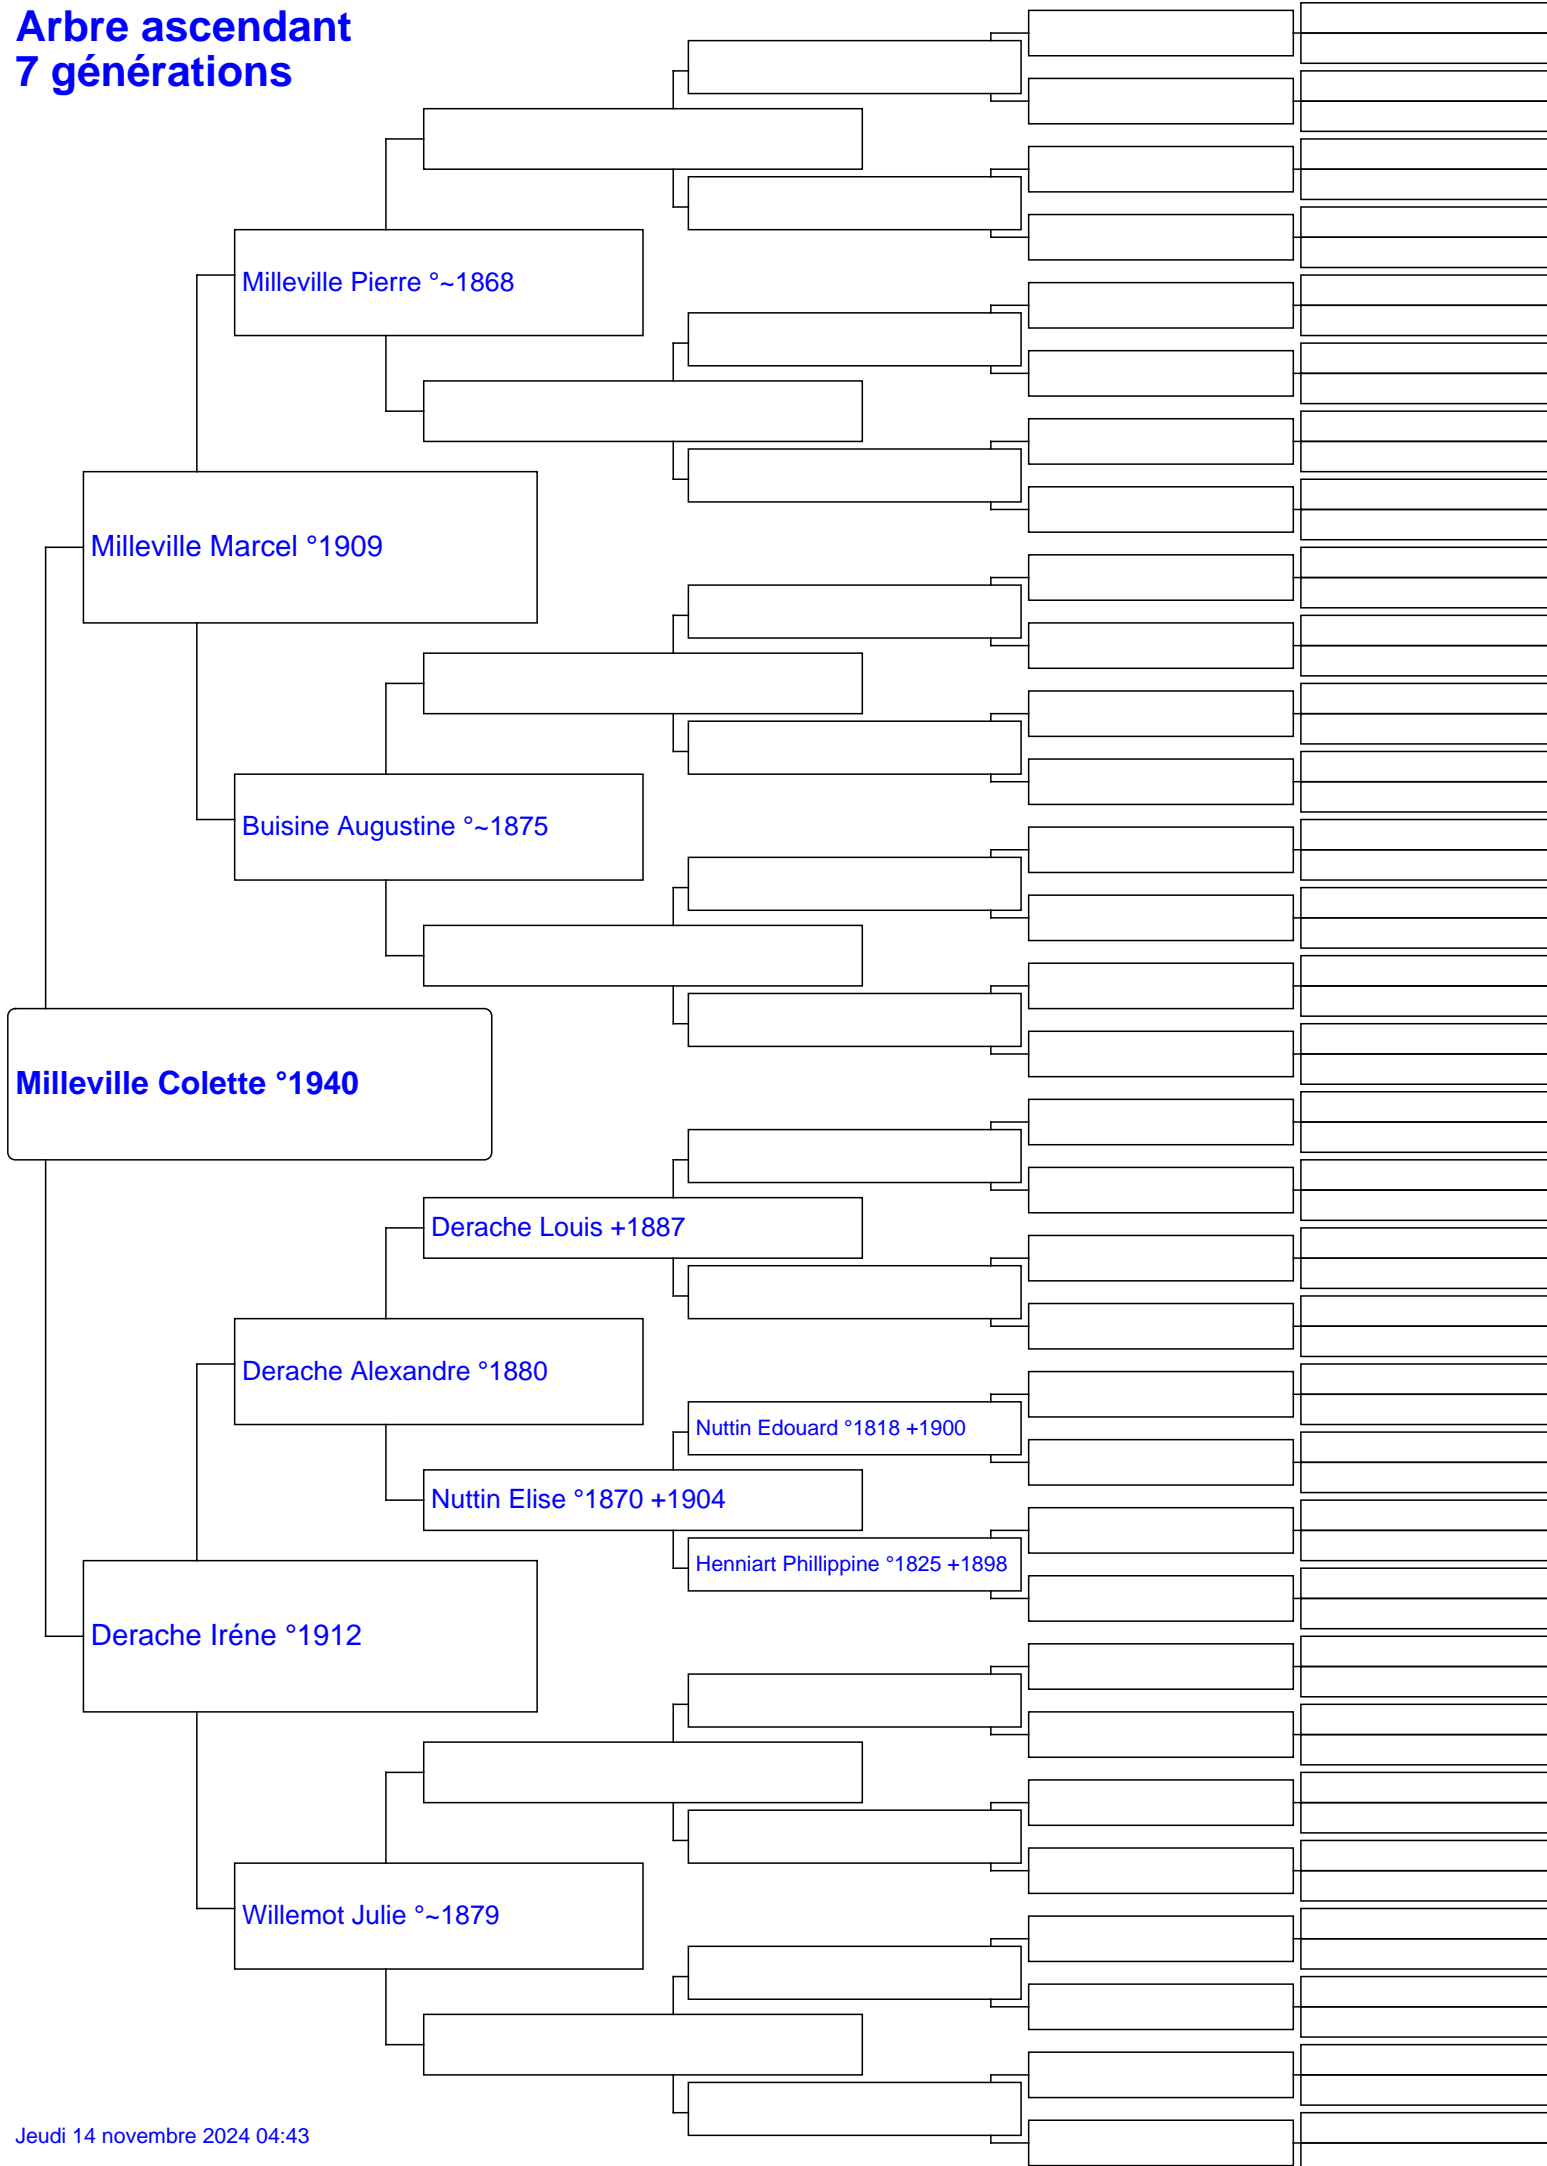 Arbre ascendant
7 générations
Milleville Pierre °~1868
Milleville Marcel °1909
Buisine Augustine °~1875
Milleville Colette °1940
Derache Louis +1887
Derache Alexandre °1880
Nuttin Edouard °1818 +1900
Nuttin Elise °1870 +1904
Henniart Phillippine °1825 +1898
Derache Iréne °1912
Willemot Julie °~1879
Jeudi 14 novembre 2024 04:43